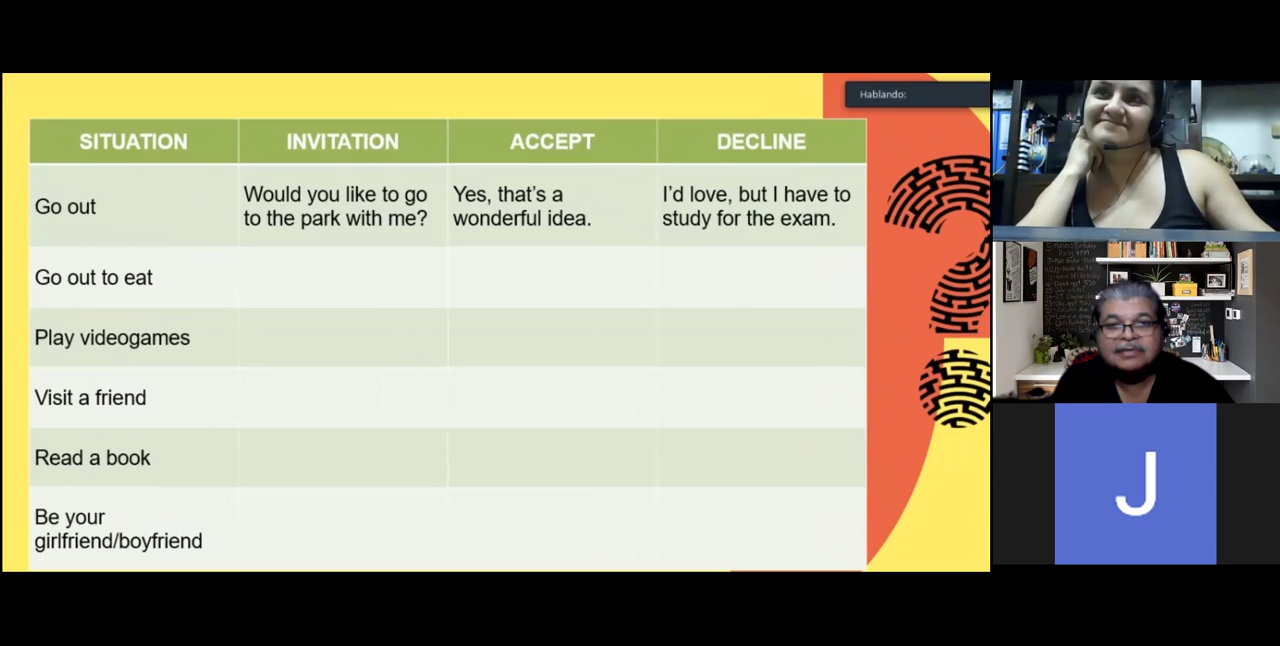 Hablando:
SITUATION INVITATION ACCEPT DECLINE
Go out
Would you like to go
to the park with me?
Yes, that's a
wonderful idea.
I'd love, but I have to
study for the exam.
Go out to eat
Play videogames
Visit a friend
Read a book
Be your
girlfriend/boyfriend
J